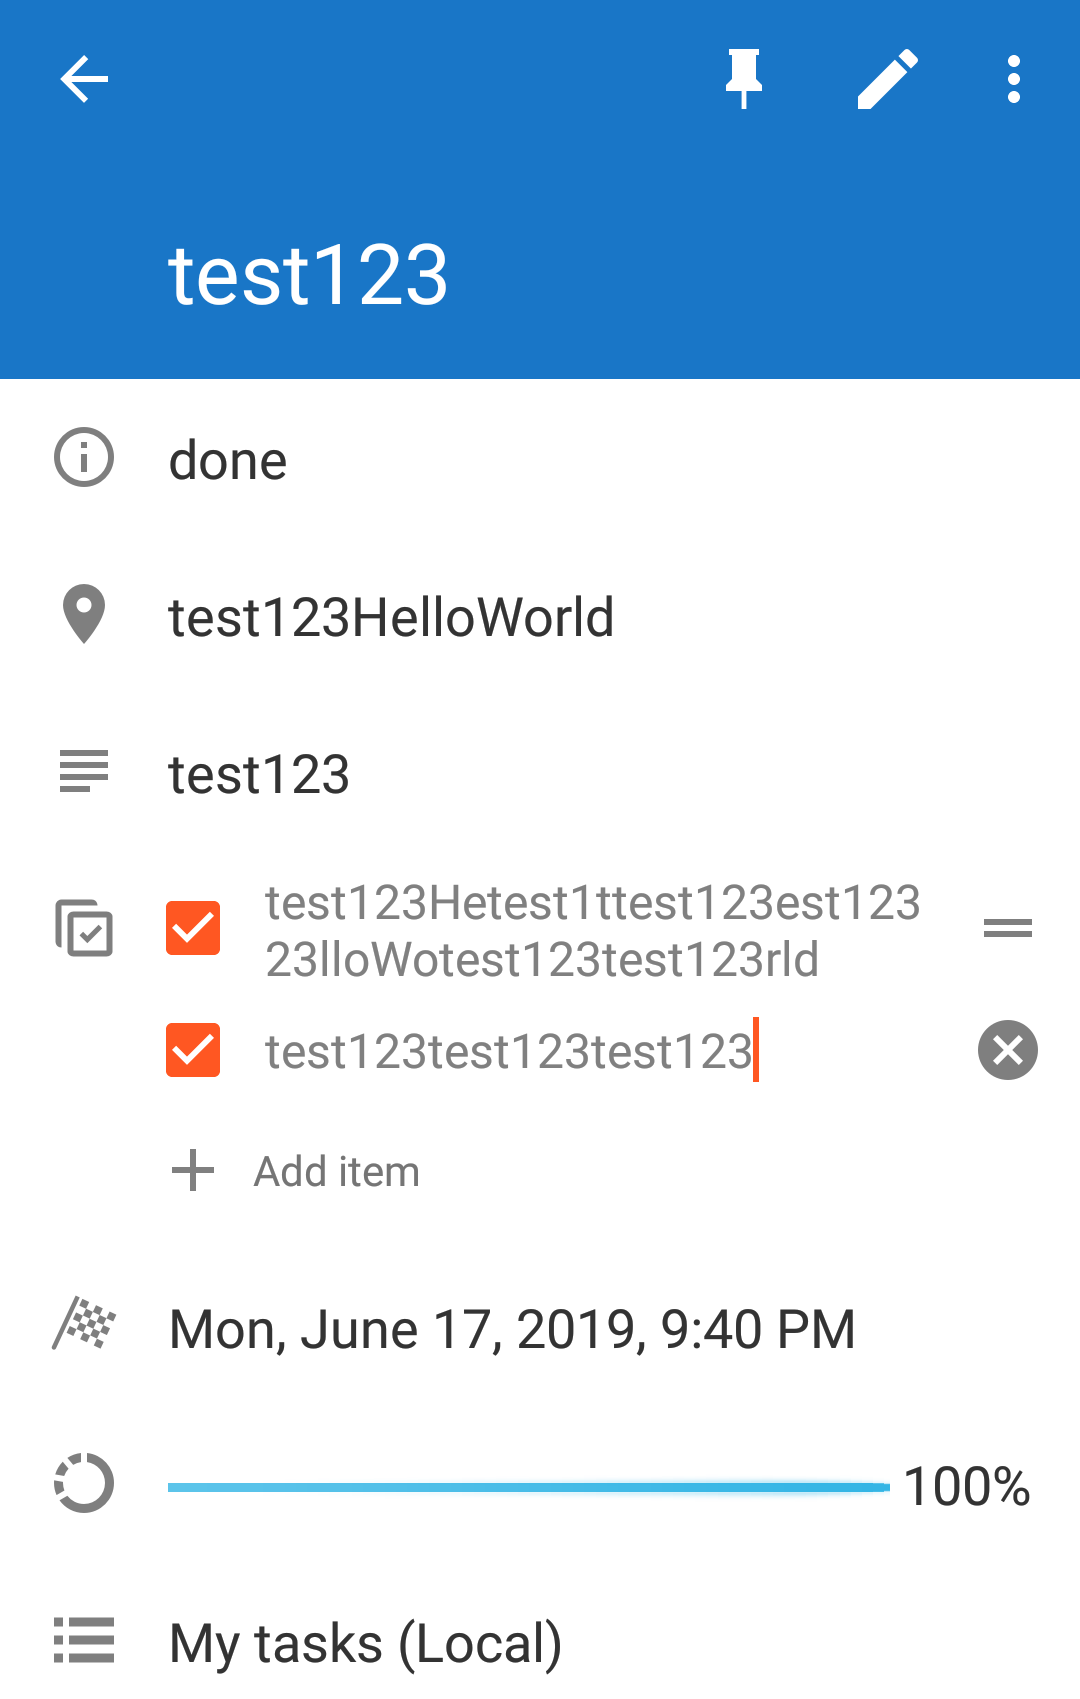 test123
done
test123HelloWorld
test123
test123Hetest1ttest123est123
23lloWotest123test123rld
test123test123test123
Add item
Mon, June 17, 2019, 9:40 PM
100%
My tasks (Local)